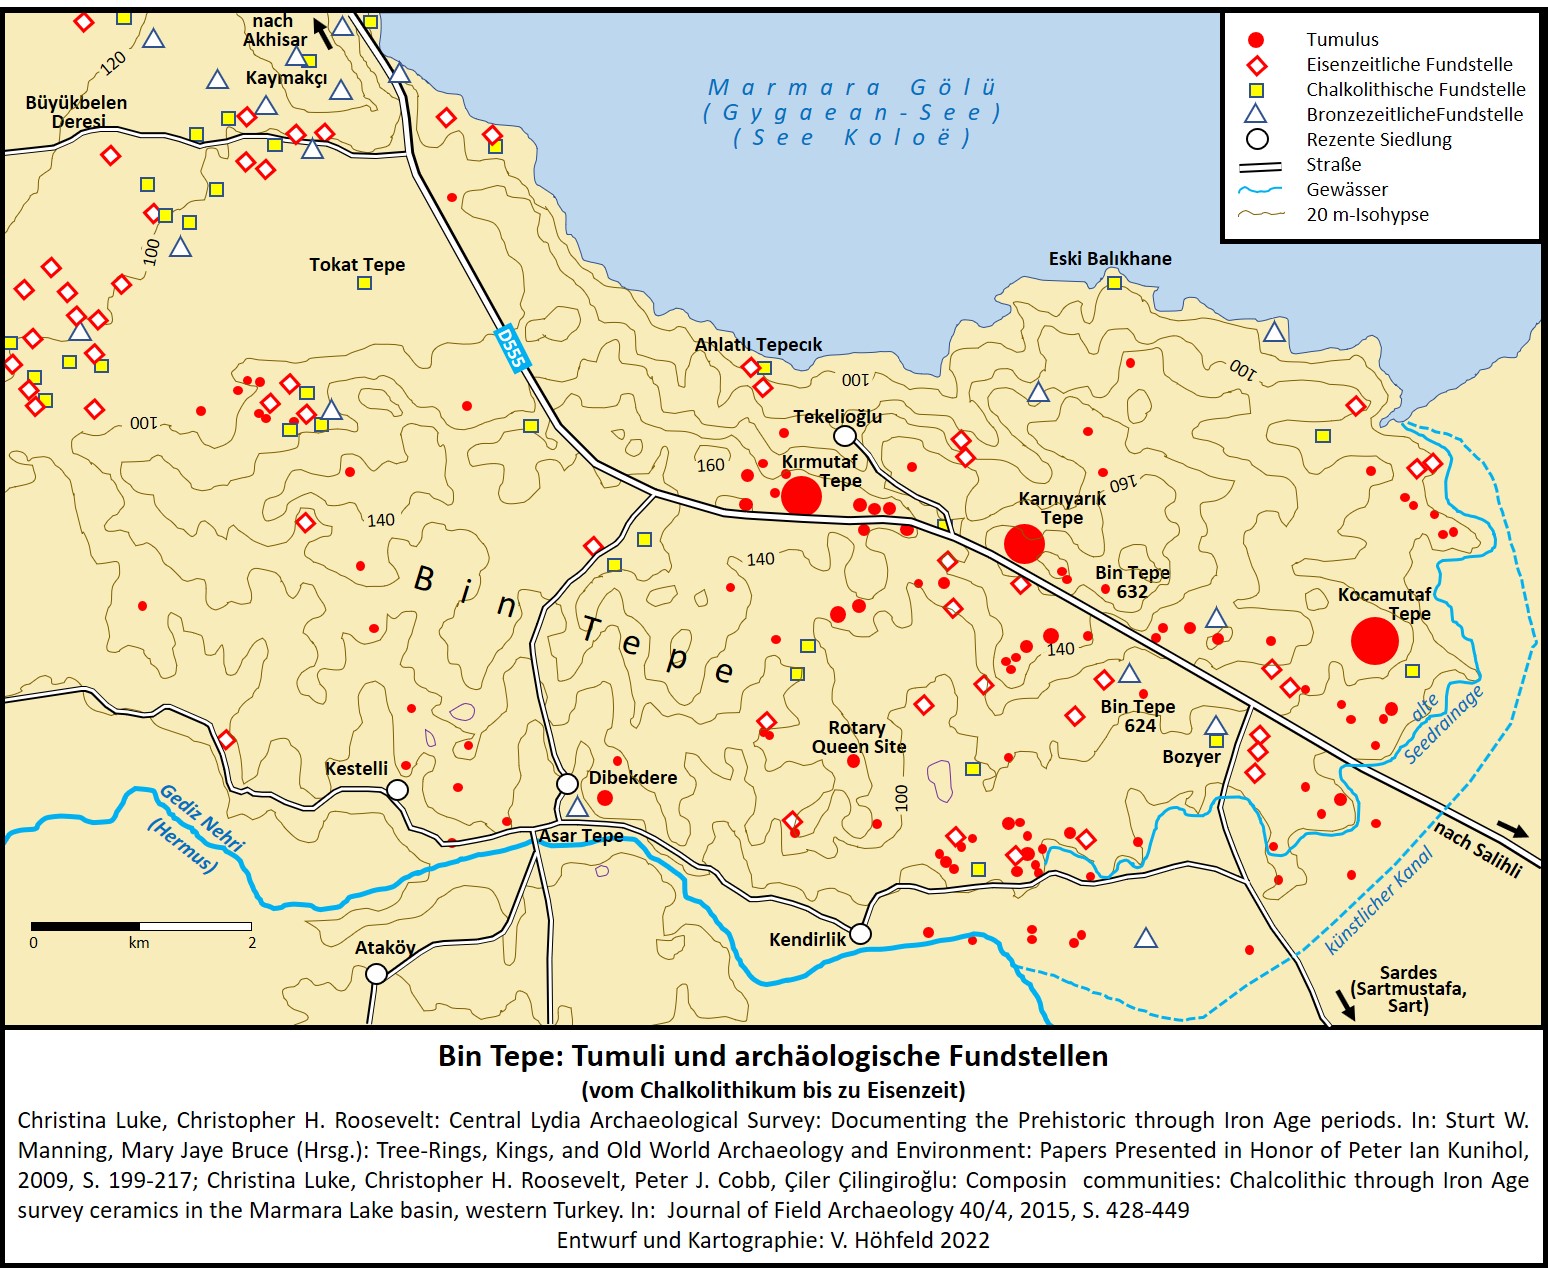 nach
Akhisar
120
Kaymakçı
Büyükbelen
Deresi
Marmara Gölü
(Gygaean-See)
(See Koloë)
Tumulus
Eisenzeitliche Fundstelle
Chalkolithische Fundstelle
BronzezeitlicheFundstelle
Rezente Siedlung
Straße
Gewässer
20 m-Isohypse
100
Tokat Tepe
Eski Balıkhane
D555
Ahlatlı Tepecık
100
100
100
Tekelioğlu
160
Kırmutaf
Tepe
160
Karnıyarık
Tepe
140
140
Bin Tepe
Bin Tepe
632
Kocamutaf
Tepe
140
Bin Tepe
624
Rotary
Queen Site
Bozyer
alte
Seedrainage
Kestelli
Dibekdere
100
Gediz Nehri
(Hermus)
Asar Tepe
nach Salihli
künstlicher Kanal
0 km 2
Ataköy
Kendirlik
Sardes
(Sartmustafa,
Sart)
Bin Tepe: Tumuli und archäologische Fundstellen
(vom Chalkolithikum bis zu Eisenzeit)
Christina Luke, Christopher H. Roosevelt: Central Lydia Archaeological Survey: Documenting the Prehistoric through Iron Age periods. In: Sturt W.
Manning, Mary Jaye Bruce (Hrsg.): Tree-Rings, Kings, and Old World Archaeology and Environment: Papers Presented in Honor of Peter Ian Kunihol,
2009, S. 199-217; Christina Luke, Christopher H. Roosevelt, Peter J. Cobb, Çiler Çilingiroğlu: Composin communities: Chalcolithic through Iron Age
survey ceramics in the Marmara Lake basin, western Turkey. In: Journal of Field Archaeology 40/4, 2015, S. 428-449
Entwurf und Kartographie: V. Höhfeld 2022